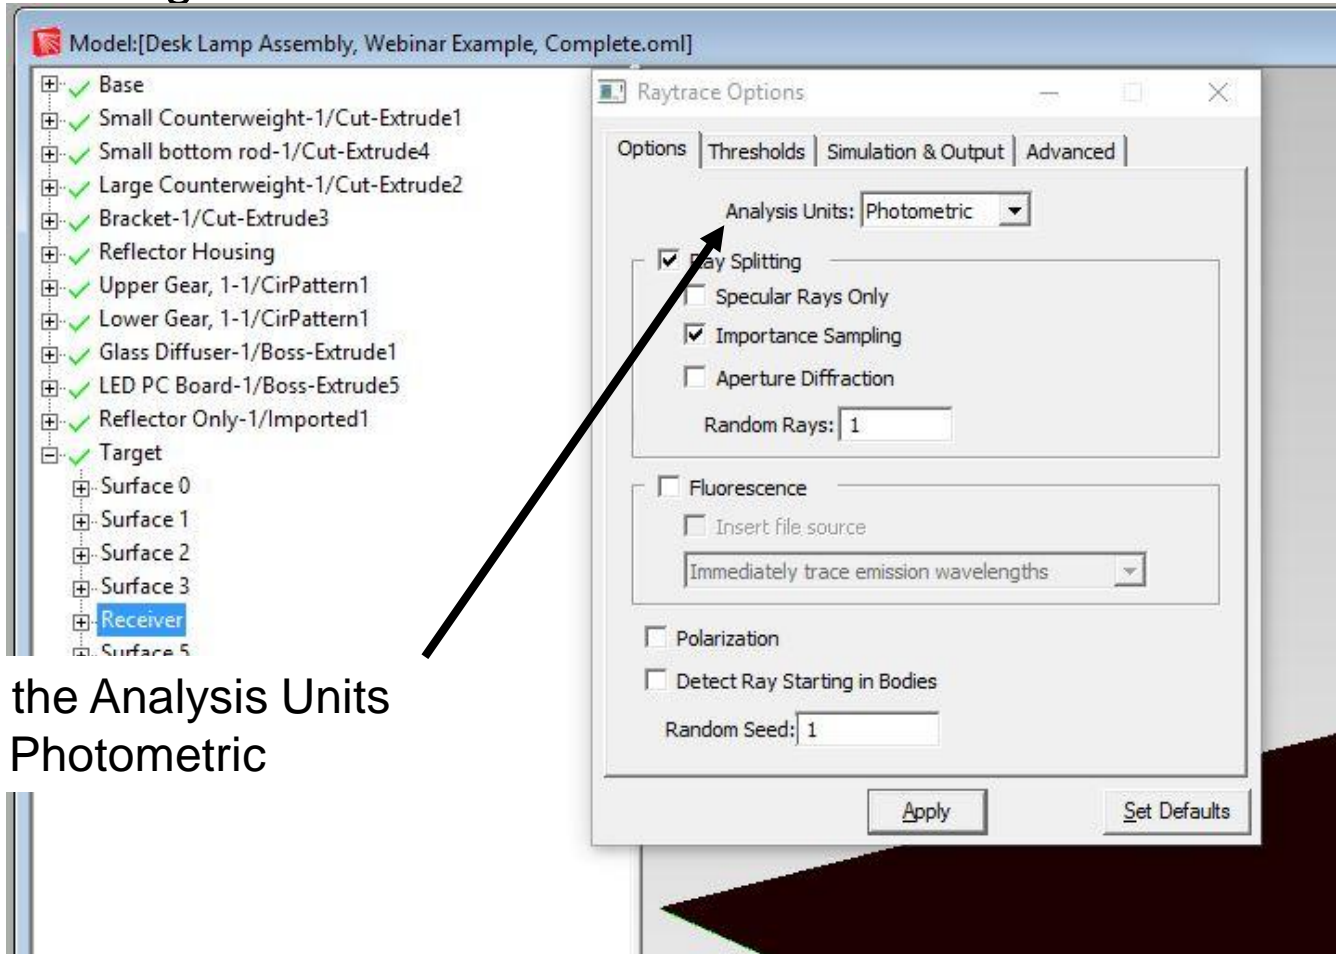 Model:[Desk Lamp Assembly, Webinar Example, Complete.oml]
Base
Small Counterweight-1/Cut-Extrude1
Small bottom rod-1/Cut-Extrude4
Large Counterweight-1/Cut-Extrude2
Bracket-1/Cut-Extrude3
Reflector Housing
Upper Gear, 1-1/CirPattern1
Lower Gear, 1-1/CirPattern1
Glass Diffuser-1/Boss-Extrude1
LED PC Board-1/Boss-Extrude5
Reflector Only-1/Imported1
Target
Surface 0
Surface 1
Surface 2
Surface 3
Receiver
Surface 5
the Analysis Units
Photometric
Raytrace Options
Options Thresholds Simulation & Output Advanced
Analysis Units: Photometric
Ray Splitting
Specular Rays Only
Importance Sampling
Aperture Diffraction
Random Rays: 1
Fluorescence
Insert file source
Immediately trace emission wavelengths
Polarization
Detect Ray Starting in Bodies
Random Seed: 1
Apply Set Defaults